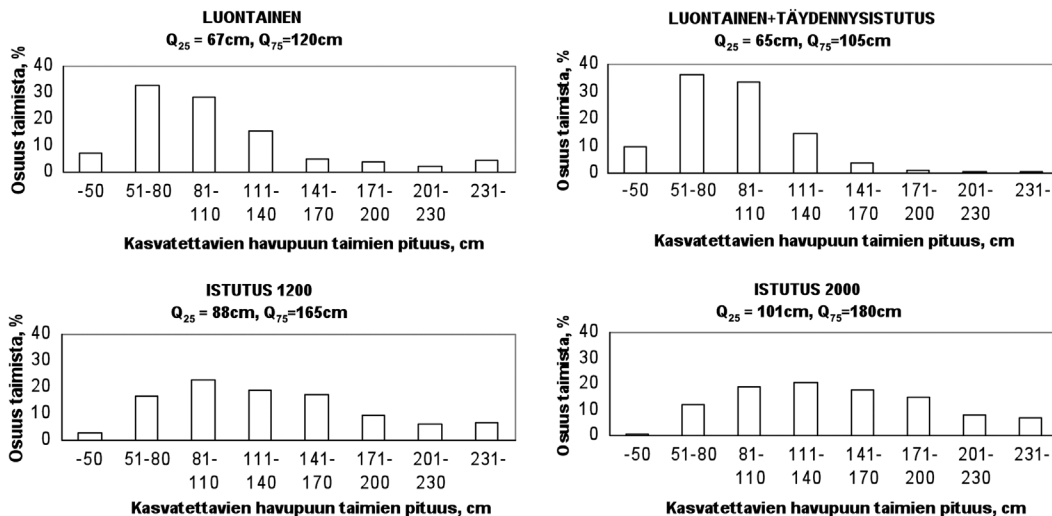 LUONTAINEN
Q25 = 67cm, Q75=120cm
Osuus taimista, %
40
30
20
10
0
-50 51-80 81- 111- 141- 171- 201- 231-
110 140 170 200 230
Kasvatettavien havupuun taimien pituus, cm
LUONTAINEN+TÄYDENNYSISTUTUS
Q25 = 65cm, Q75=105cm
Osuus taimista, %
40
30
20
10
0
-50 51-80 81- 111- 141- 171- 201- 231-
110 140 170 200 230
Kasvatettavien havupuun taimien pituus, cm
ISTUTUS 1200
Q25 = 88cm, Q75=165cm
Osuus taimista, %
40
30
20
10
0
-50 51-80 81- 111- 141- 171- 201- 231-
110 140 170 200 230
Kasvatettavien havupuun taimien pituus, cm
ISTUTUS 2000
Q25 = 101cm, Q75=180cm
Osuus taimista, %
40
30
20
10
0
-50 51-80 81- 111- 141- 171- 201- 231-
110 140 170 200 230
Kasvatettavien havupuun taimien pituus, cm